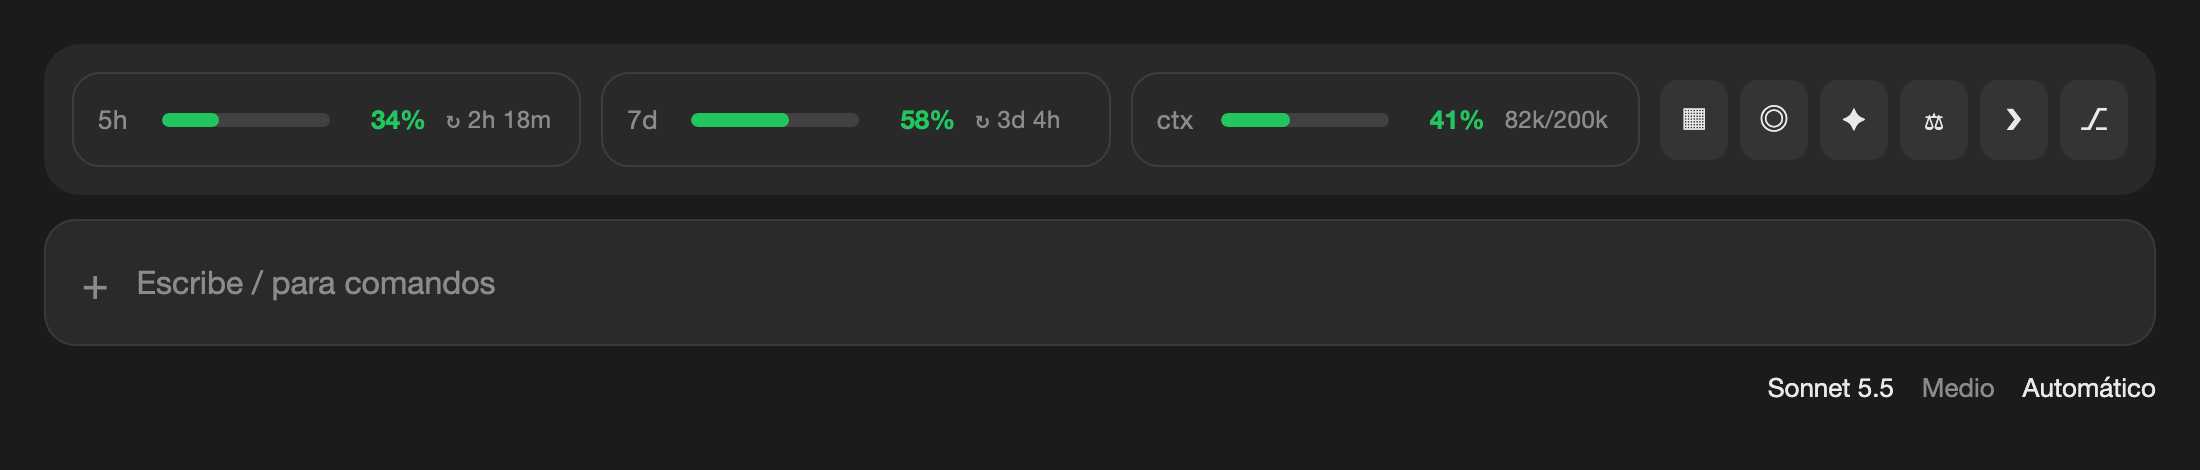 5h 34% ↻ 2h 18m 7d 58% ↻ 3d 4h ctx 41% 82k/200k
+ Escribe / para comandos
Sonnet 5.5 Medio Automático